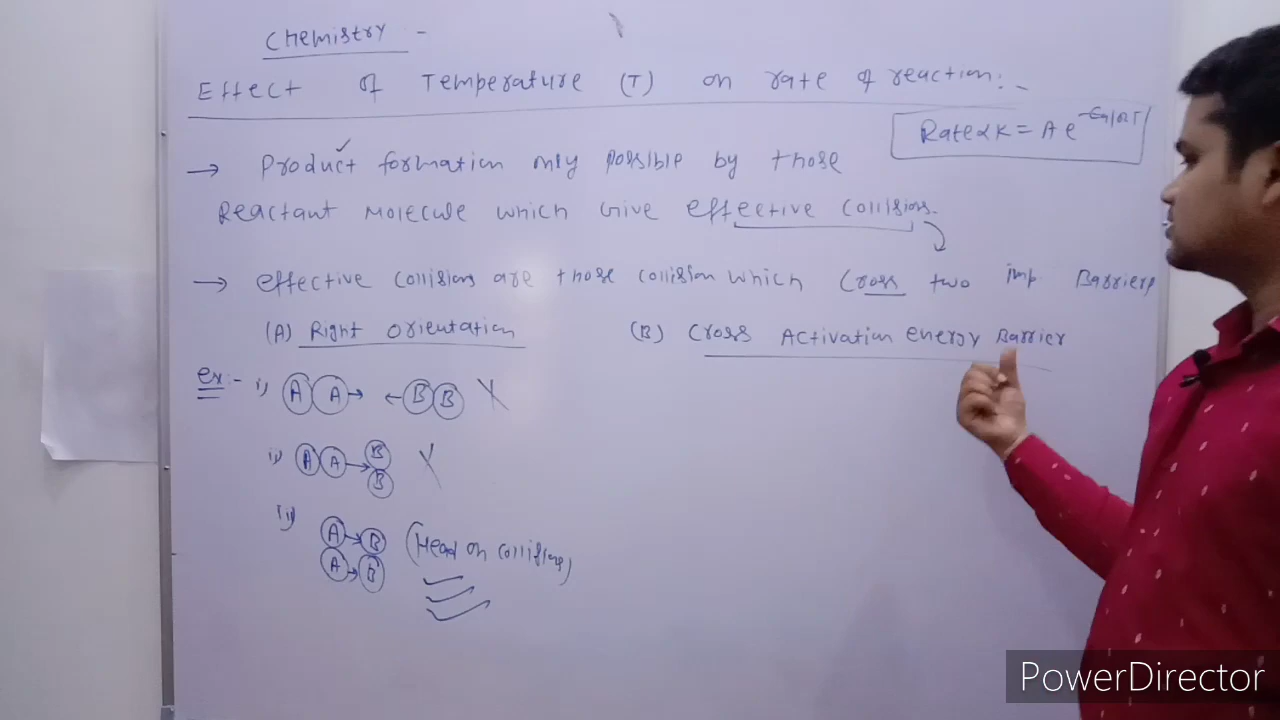 Chemistry -
Effect of Temperature (T) on rate of reaction:-
Rate ∝ K = A e^-Ea/RT
→ Product formation only possible by those
Reactant Molecule which Give effective collisions.
→ effective collisions are those collision which Cross two imp Barriers
(A) Right orientation (B) Cross Activation energy Barrier
ex:- i) A A → ← B B X
ii) A A → B B X
iii) A → B A → B (Head on collisions)
PowerDirector